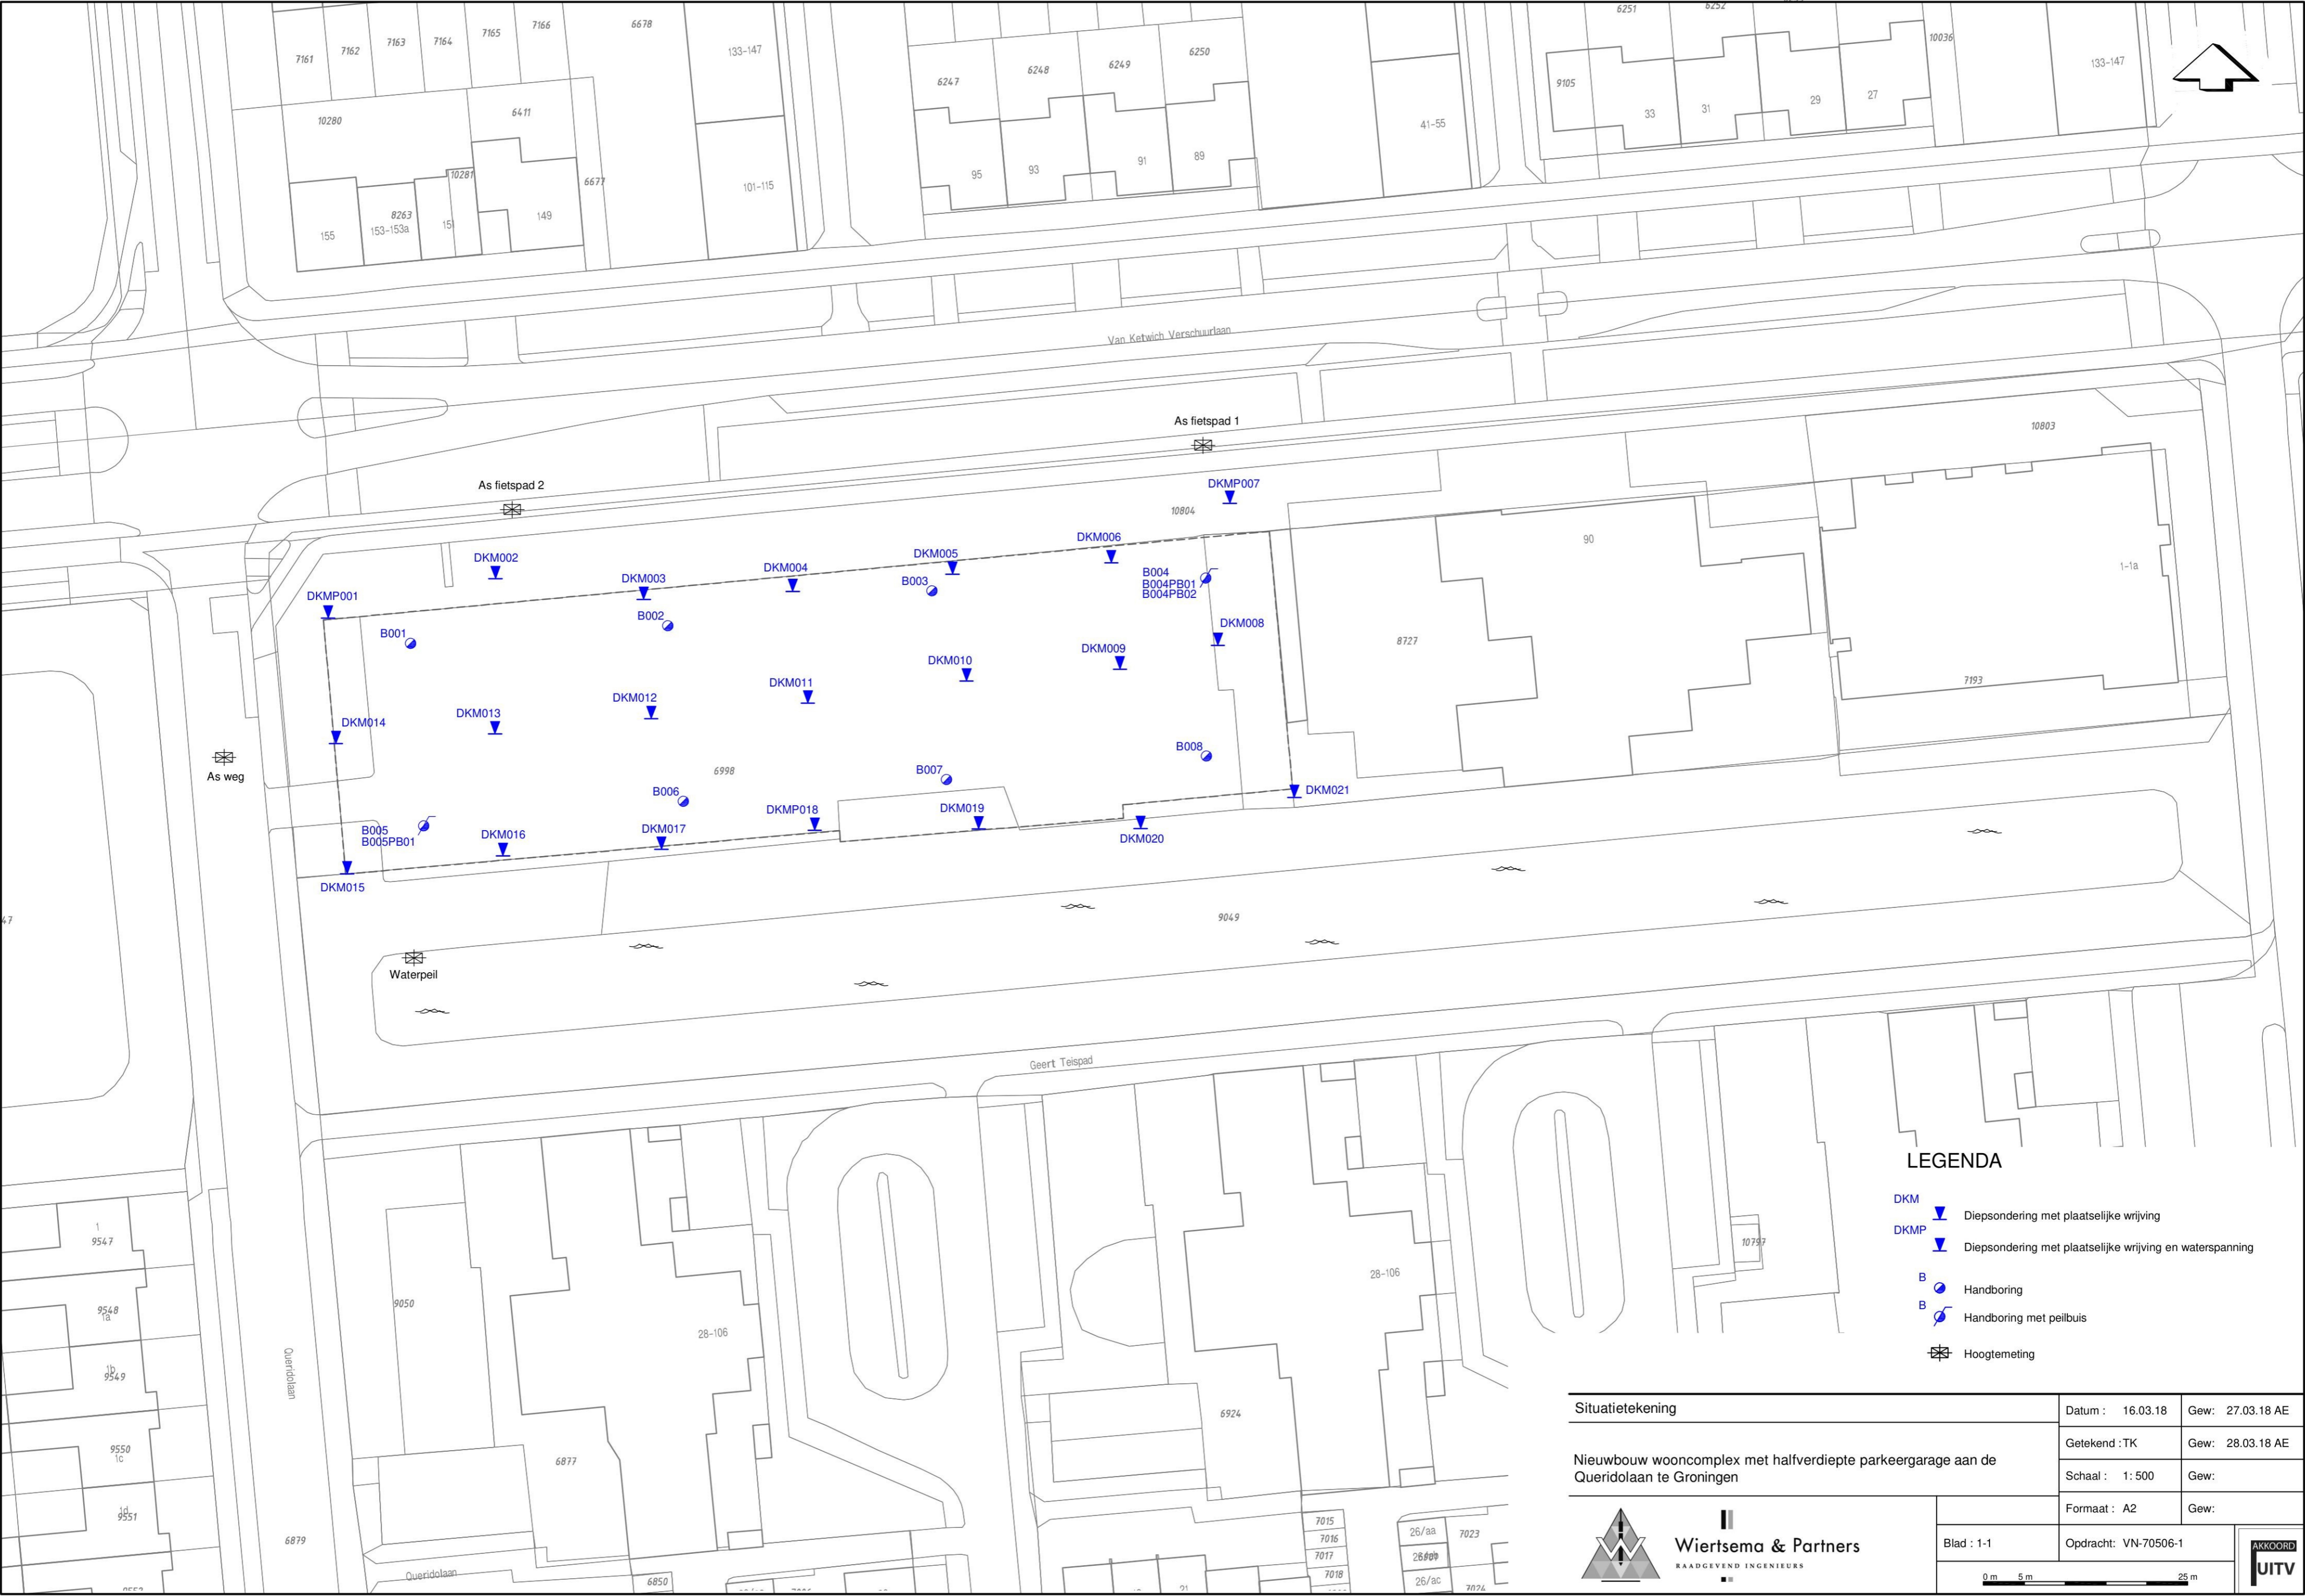 7161
7162
7163
7164
7165
7166
6678
133-147
10280
6411
10281
6677
8263
155
153-153a
149
101-115
6247
6248
6249
6250
95
93
91
89
41-55
6251
6252
9105
33
31
29
27
10036
133-147
Van Ketwich Verschuurlaan
As fietspad 1
As fietspad 2
10803
10804
DKMP007
DKM006
DKM005
DKM004
DKM003
DKM002
DKMP001
B001
B002
B003
B004
B004PB01
B004PB02
DKM008
DKM009
DKM010
DKM011
DKM012
DKM013
DKM014
90
8727
1-1a
7193
As weg
6998
B008
B007
B006
B005
B005PB01
DKM015
DKM016
DKM017
DKMP018
DKM019
DKM020
DKM021
47
9049
Waterpeil
Geert Teispad
1
9547
9548
1a
1b
9549
9550
1c
1d
9551
Queridolaan
6879
9050
28-106
6877
Queridolaan
6850
28-106
6924
7015
7016
7017
7018
26/aa
7023
26/ac
10797
LEGENDA
DKM
Diepsondering met plaatselijke wrijving
DKMP
Diepsondering met plaatselijke wrijving en waterspanning
B
Handboring
B
Handboring met peilbuis
Hoogtemeting
Situatietekening
Nieuwbouw wooncomplex met halfverdiepte parkeergarage aan de
Queridolaan te Groningen
Datum : 16.03.18
Gew: 27.03.18 AE
Getekend : TK
Gew: 28.03.18 AE
Schaal : 1: 500
Gew:
Formaat : A2
Gew:
Wiertsema & Partners
RAADGEVEND INGENIEURS
Blad : 1-1
Opdracht: VN-70506-1
0 m 5 m 25 m
AKKOORD
UITV